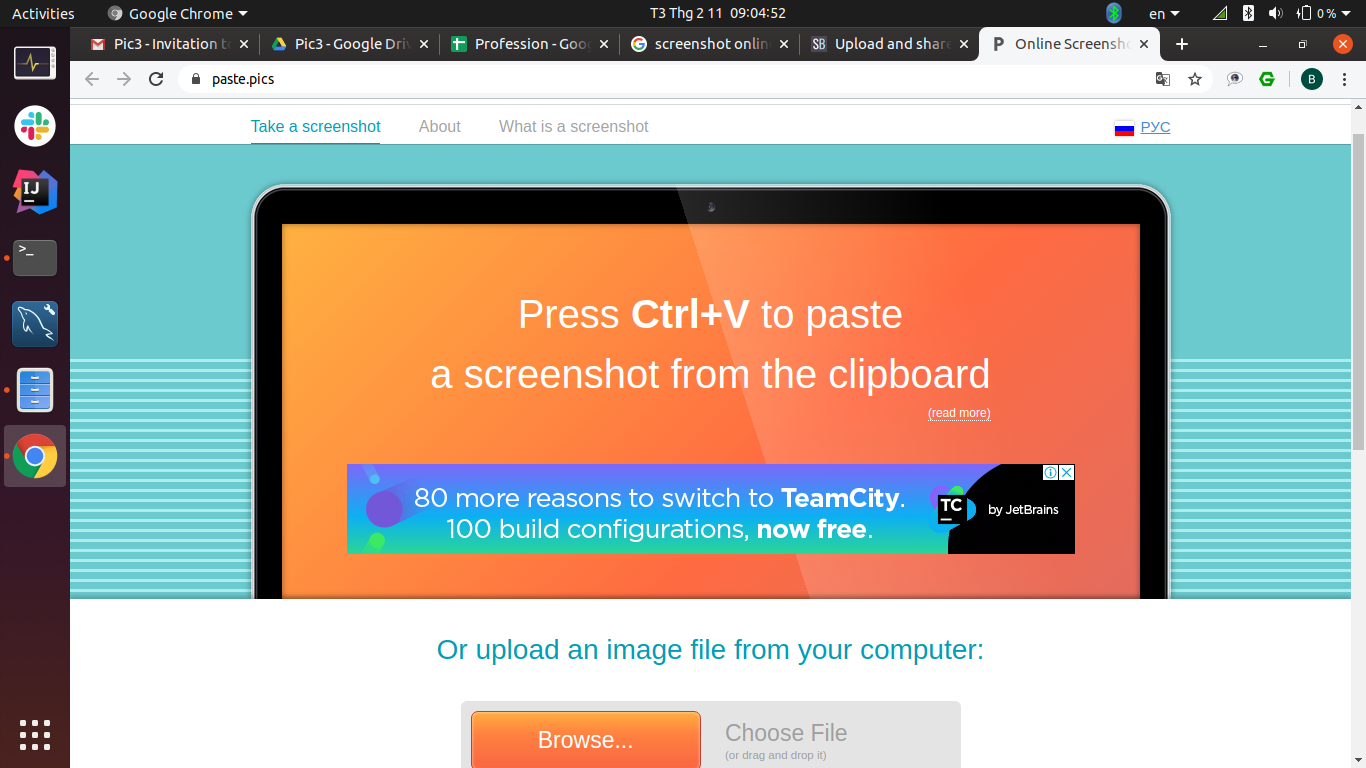 Activities
Google Chrome
T3 Thg 2 11 09:04:52
en
0 %
Pic3 - Invitation t
Pic3 - Google Dri
Profession - Goo
screenshot onlin
Upload and share
Online Screensh
paste.pics
B
Take a screenshot
About
What is a screenshot
РУС
Press Ctrl+V to paste
a screenshot from the clipboard
(read more)
80 more reasons to switch to TeamCity.
100 build configurations, now free.
TC
by JetBrains
Or upload an image file from your computer:
Browse...
Choose File
(or drag and drop it)
IJ
>_
SB
P